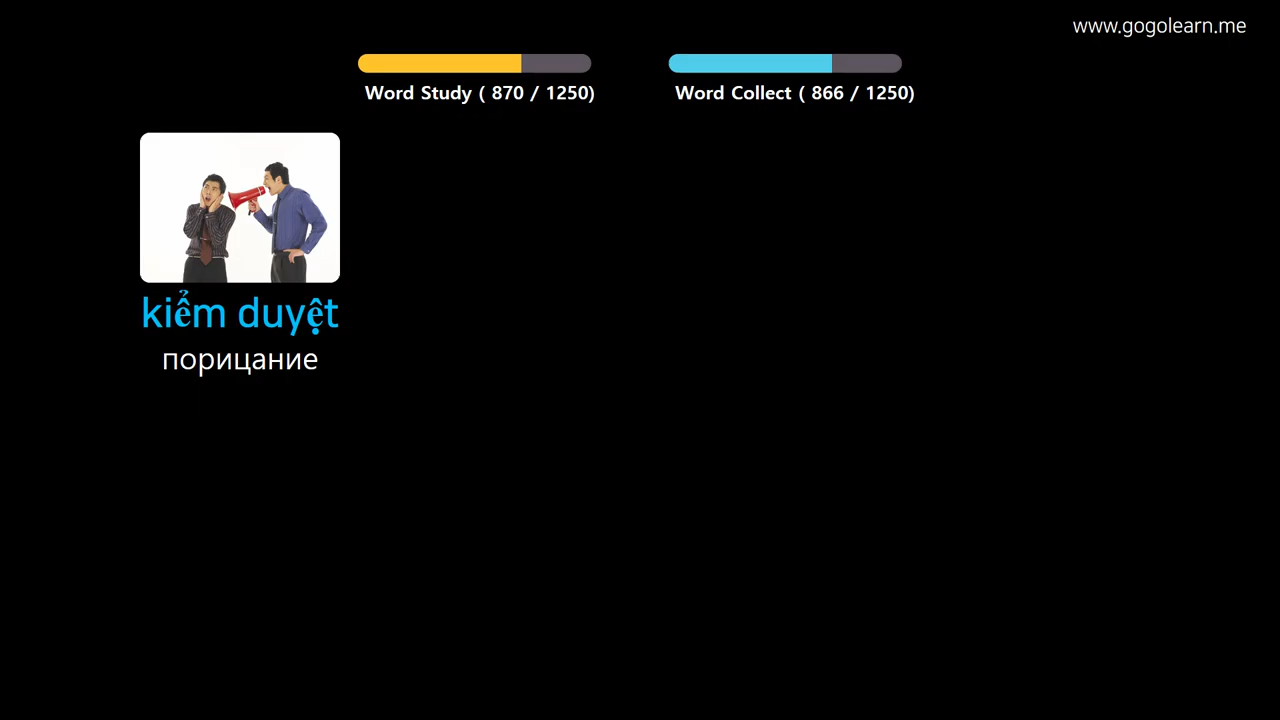 www.gogolearn.me
Word Study ( 870 / 1250)
Word Collect ( 866 / 1250)
kiểm duyệt
порицание